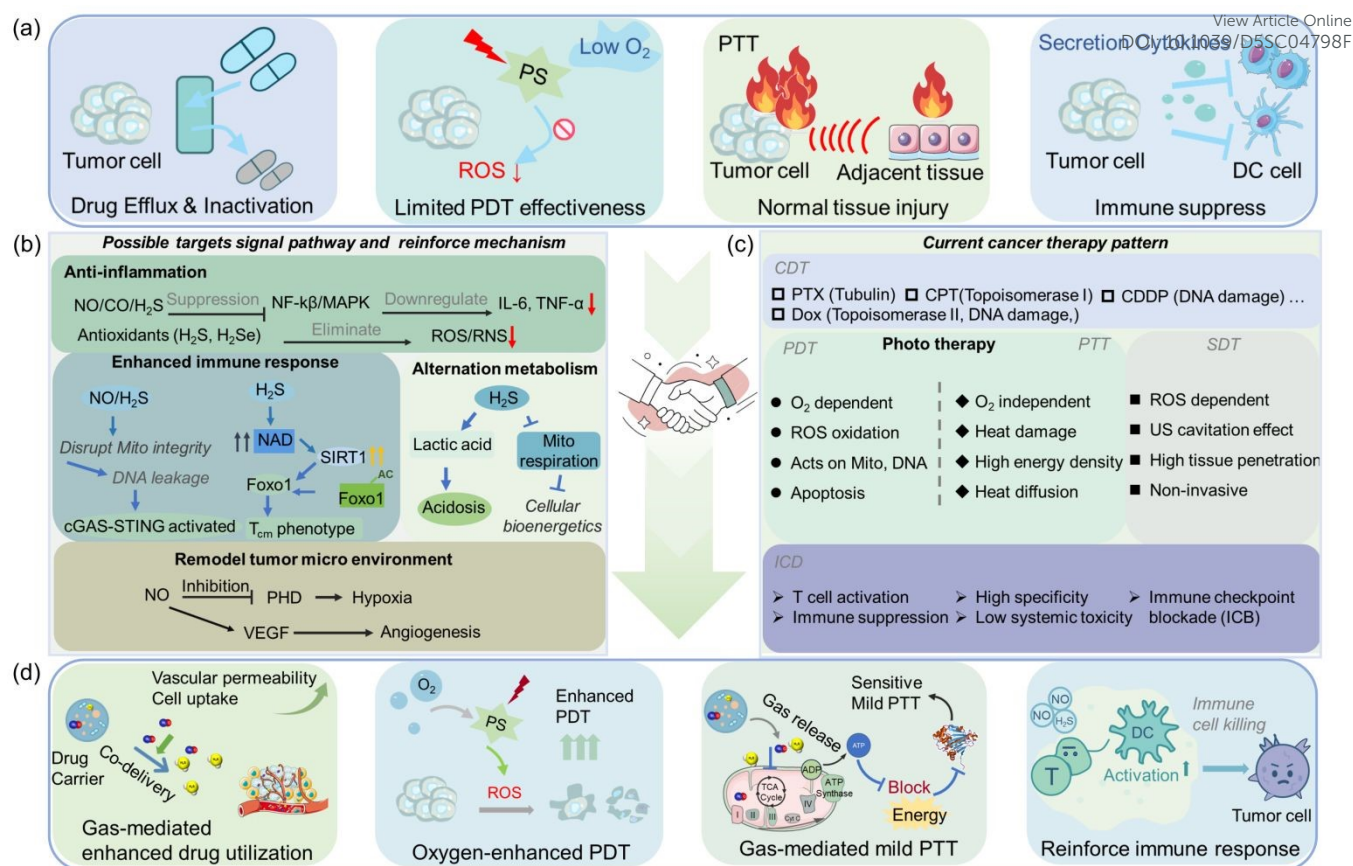 View Article Online
DOI: 10.1039/D5SC04798F
(a)
Tumor cell
Drug Efflux & Inactivation
Low O₂
PS
ROS ↓
Limited PDT effectiveness
PTT
Tumor cell
Adjacent tissue
Normal tissue injury
Secretion Cytokines
Tumor cell
DC cell
Immune suppress
(b)
Possible targets signal pathway and reinforce mechanism
Anti-inflammation
NO/CO/H₂S Suppression NF-kβ/MAPK Downregulate IL-6, TNF-α
Antioxidants (H₂S, H₂Se) Eliminate ROS/RNS
Enhanced immune response
NO/H₂S
Disrupt Mito integrity
DNA leakage
cGAS-STING activated
H₂S
NAD
SIRT1
AC
Foxo1
Foxo1
Tcm phenotype
Alternation metabolism
H₂S
Lactic acid
Acidosis
Mito
respiration
Cellular
bioenergetics
Remodel tumor micro environment
NO Inhibition PHD Hypoxia
VEGF Angiogenesis
(c)
Current cancer therapy pattern
CDT
PTX (Tubulin) CPT(Topoisomerase I) CDDP (DNA damage) ...
Dox (Topoisomerase II, DNA damage,)
PDT Photo therapy PTT
O₂ dependent
ROS oxidation
Acts on Mito, DNA
Apoptosis
O₂ independent
Heat damage
High energy density
Heat diffusion
SDT
ROS dependent
US cavitation effect
High tissue penetration
Non-invasive
ICD
T cell activation
Immune suppression
High specificity
Low systemic toxicity
Immune checkpoint
blockade (ICB)
(d)
Vascular permeability
Cell uptake
Drug
Carrier
Co-delivery
Gas-mediated
enhanced drug utilization
O₂
PS
Enhanced
PDT
ROS
Oxygen-enhanced PDT
Sensitive
Mild PTT
Gas release
ATP
ADP
ATP
Synthase
TCA
Cycle
I
II
III
Cyt C
IV
Block
Energy
Gas-mediated mild PTT
NO
NO
H₂S
T
DC
Activation
Immune
cell killing
Tumor cell
Reinforce immune response